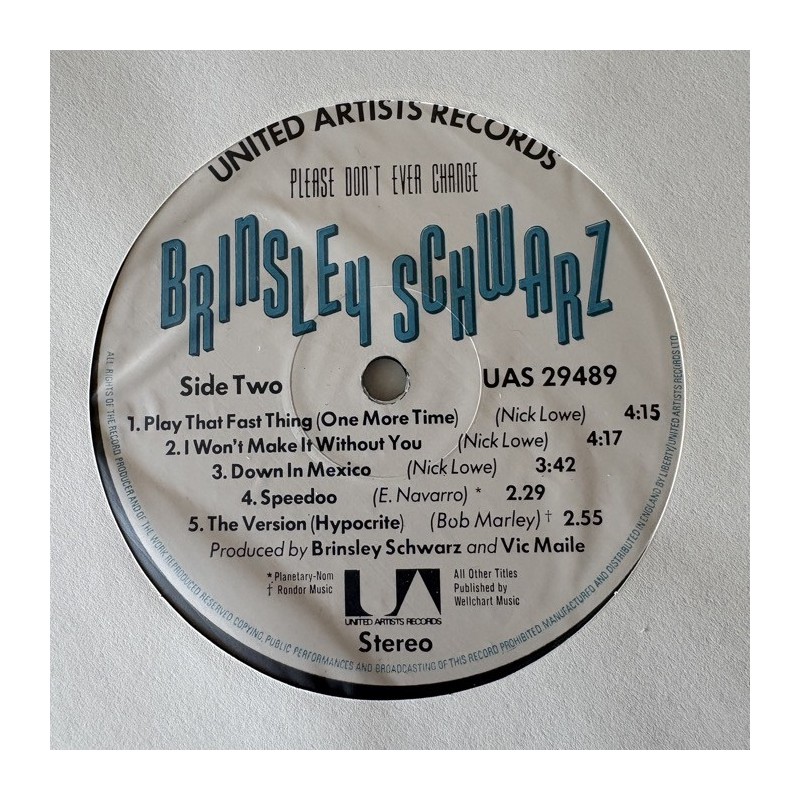 UNITED ARTISTS RECORDS
PLEASE DON'T EVER CHANGE
BRINSLEY SCHWARZ
Side Two UAS 29489
1. Play That Fast Thing (One More Time) (Nick Lowe) 4:15
2. I Won't Make It Without You (Nick Lowe) 4:17
3. Down In Mexico (Nick Lowe) 3:42
4. Speedoo (E. Navarro) * 2.29
5. The Version (Hypocrite) (Bob Marley) † 2.55
Produced by Brinsley Schwarz and Vic Maile
* Planetary-Nom
† Rondor Music
All Other Titles
Published by
Wellchart Music
UA
UNITED ARTISTS RECORDS
Stereo
ALL RIGHTS OF THE RECORD PRODUCER AND OF THE WORK REPRODUCED RESERVED. COPYING, PUBLIC PERFORMANCES AND BROADCASTING OF THIS RECORD PROHIBITED. MANUFACTURED AND DISTRIBUTED IN ENGLAND BY LIBERTY/UNITED ARTISTS RECORDS LTD.